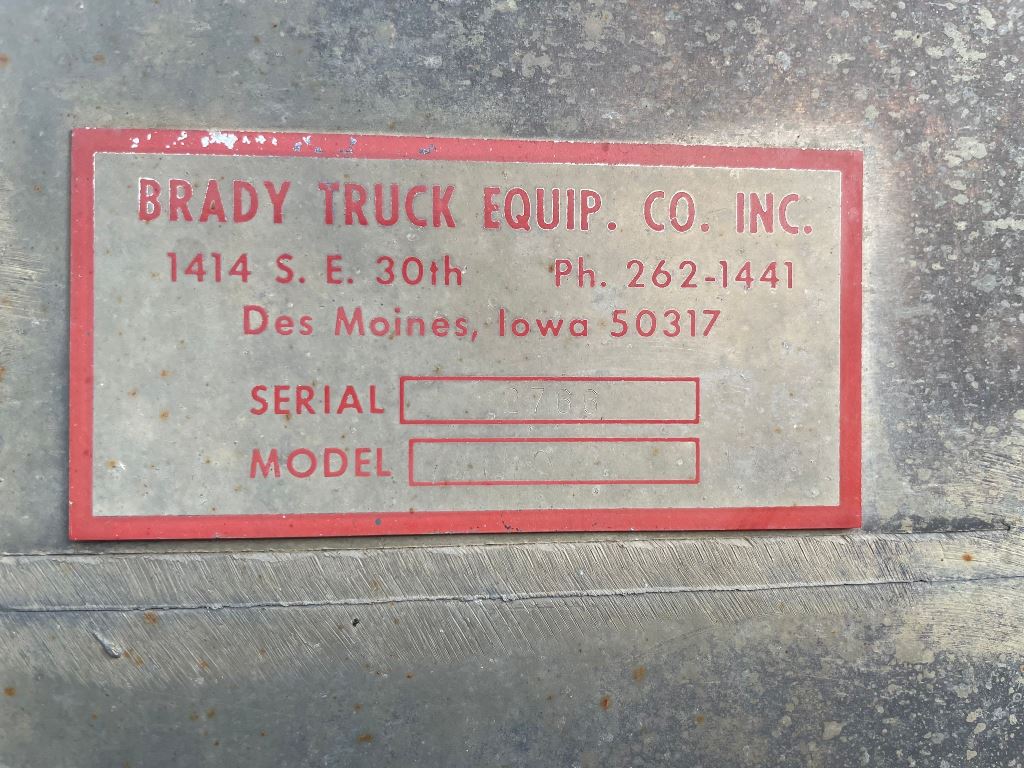 BRADY TRUCK EQUIP. CO. INC.
1414 S. E. 30th Ph. 262-1441
Des Moines, Iowa 50317
SERIAL
MODEL